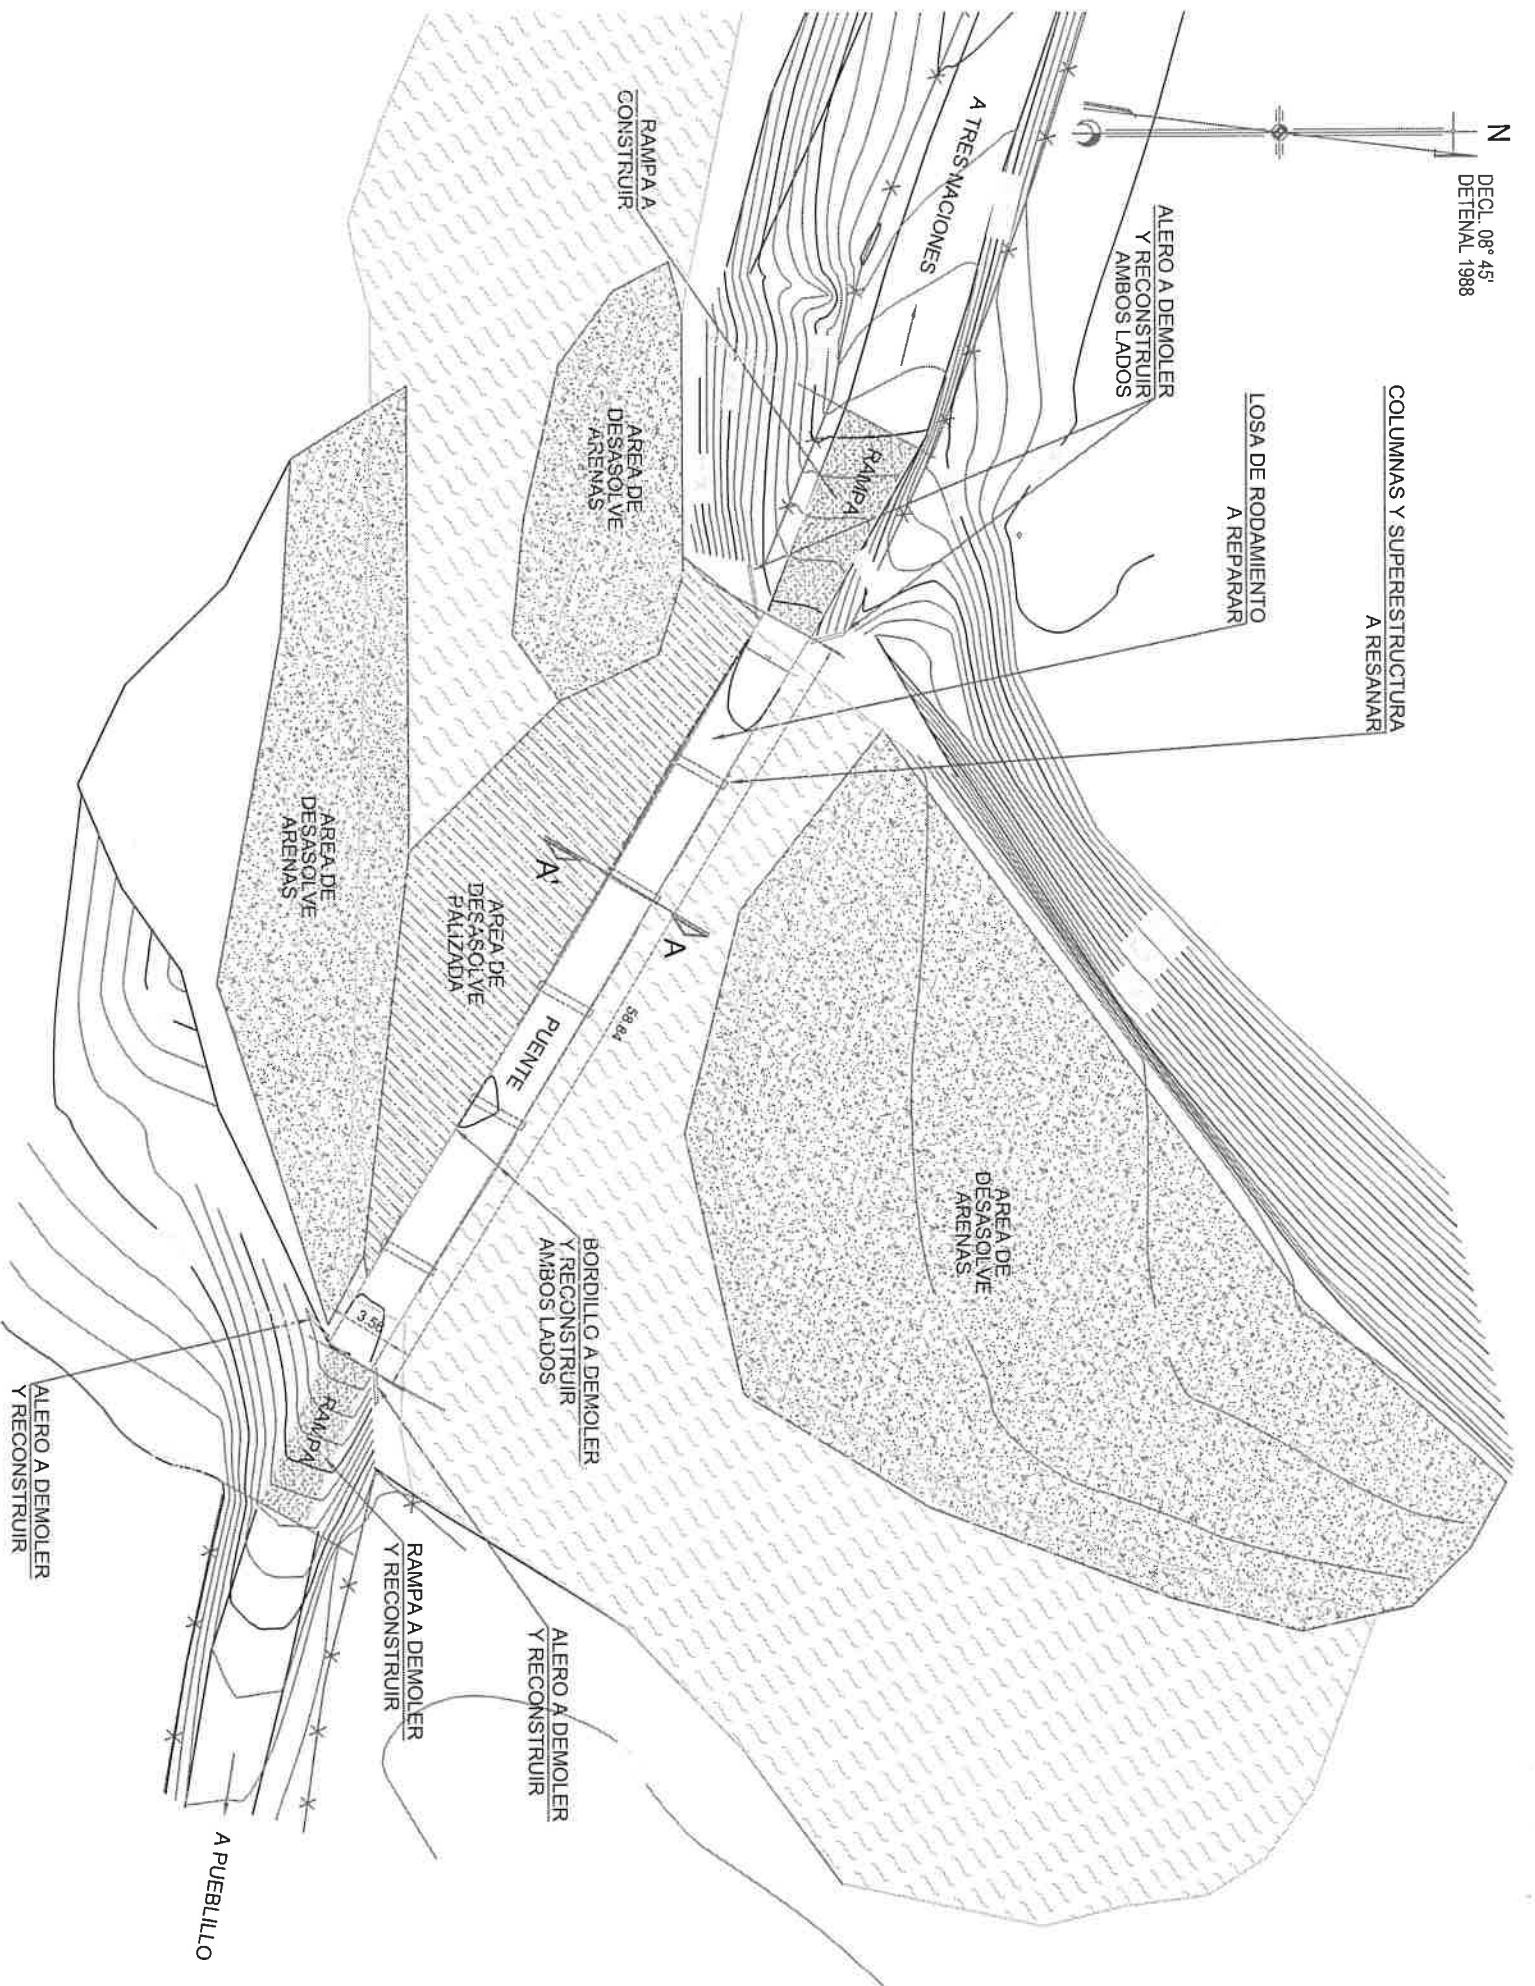 N
DECL. 08° 45'
DETENAL 1988
COLUMNAS Y SUPERESTRUCTURA
A RESANAR
LOSA DE RODAMIENTO
A REPARAR
ALERO A DEMOLER
Y RECONSTRUIR
AMBOS LADOS
A TRES NACIONES
RAMPA A
CONSTRUIR
RAMPA
AREA DE
DESASOLVE
ARENAS
AREA DE
DESASOLVE
ARENAS
AREA DE
DESASOLVE
PALIZADA
AREA DE
DESASOLVE
ARENAS
A
A'
58.84
PUENTE
BORDILLO A DEMOLER
Y RECONSTRUIR
AMBOS LADOS
3.56
RAMPA
ALERO A DEMOLER
Y RECONSTRUIR
RAMPA A DEMOLER
Y RECONSTRUIR
ALERO A DEMOLER
Y RECONSTRUIR
A PUEBLILLO